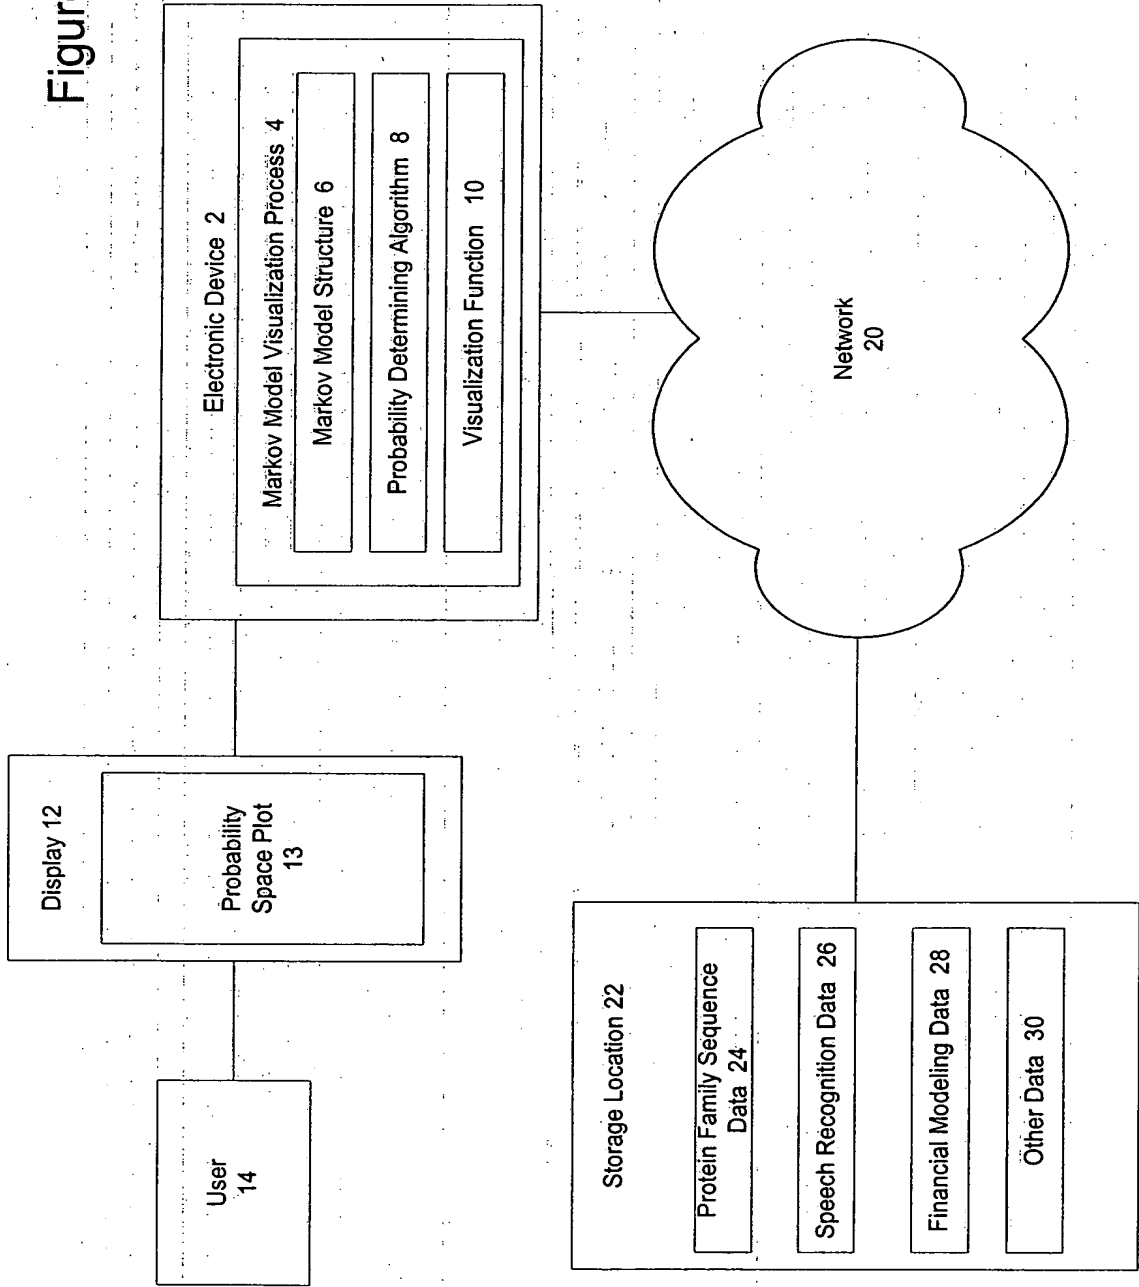 Figur
User
14
Display 12
Probability
Space Plot
13
Electronic Device 2
Markov Model Visualization Process 4
Markov Model Structure 6
Probability Determining Algorithm 8
Visualization Function 10
Storage Location 22
Protein Family Sequence
Data 24
Speech Recognition Data 26
Financial Modeling Data 28
Other Data 30
Network
20